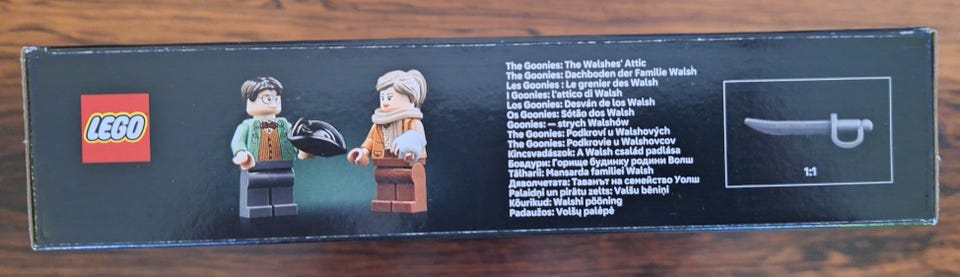 LEGO
The Goonies: The Walshes' Attic
The Goonies: Dachboden der Familie Walsh
Les Goonies : Le grenier des Walsh
I Goonies: l'attico di Walsh
Los Goonies: Desván de los Walsh
Os Goonies: Sótão dos Walsh
Goonies: — strych Walshów
The Goonies: Podkroví u Walshových
The Goonies: Podkrovie u Walshovcov
Kincsvadászok: A Walsh család padlása
Бовдури: Горище будинку родини Волш
Tâlharii: Mansarda familiei Walsh
Дяволчетата: Таванът на семейство Уолш
Palaidņi un pirātu zelts: Valšu bēniņi
Kõurikud: Walshi pööning
Padaužos: Volšų palėpė
1:1